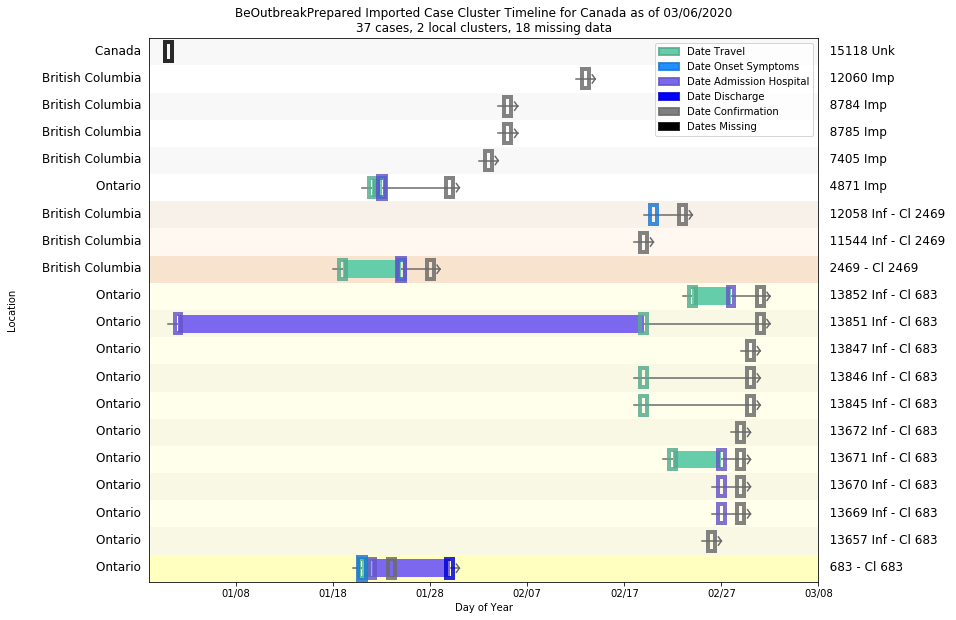 BeOutbreakPrepared Imported Case Cluster Timeline for Canada as of 03/06/2020
37 cases, 2 local clusters, 18 missing data
Date Travel
Date Onset Symptoms
Date Admission Hospital
Date Discharge
Date Confirmation
Dates Missing
Location
Canada 15118 Unk
British Columbia 12060 Imp
British Columbia 8784 Imp
British Columbia 8785 Imp
British Columbia 7405 Imp
Ontario 4871 Imp
British Columbia 12058 Inf - Cl 2469
British Columbia 11544 Inf - Cl 2469
British Columbia 2469 - Cl 2469
Ontario 13852 Inf - Cl 683
Ontario 13851 Inf - Cl 683
Ontario 13847 Inf - Cl 683
Ontario 13846 Inf - Cl 683
Ontario 13845 Inf - Cl 683
Ontario 13672 Inf - Cl 683
Ontario 13671 Inf - Cl 683
Ontario 13670 Inf - Cl 683
Ontario 13669 Inf - Cl 683
Ontario 13657 Inf - Cl 683
Ontario 683 - Cl 683
01/08 01/18 01/28 02/07 02/17 02/27 03/08
Day of Year